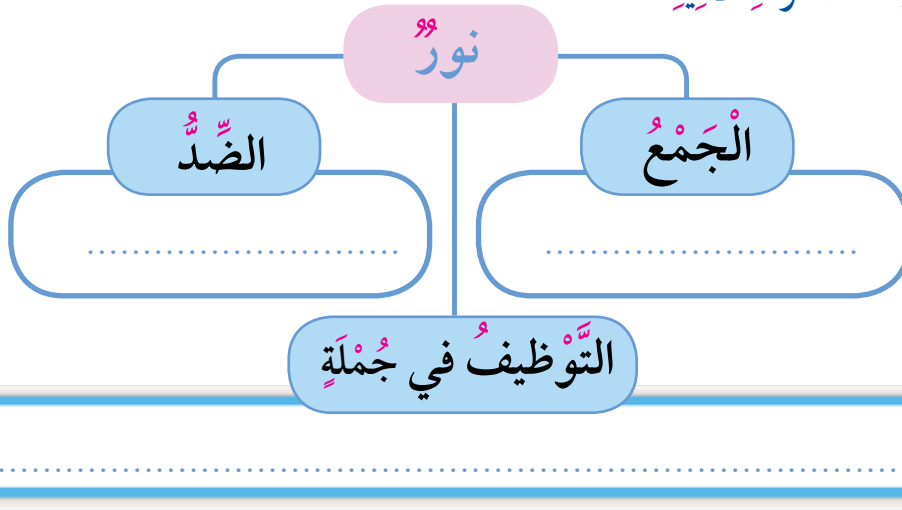 نورٌ
الْجَمْعُ
الضِّدُّ
التَّوْظيفُ في جُمْلَةٍ